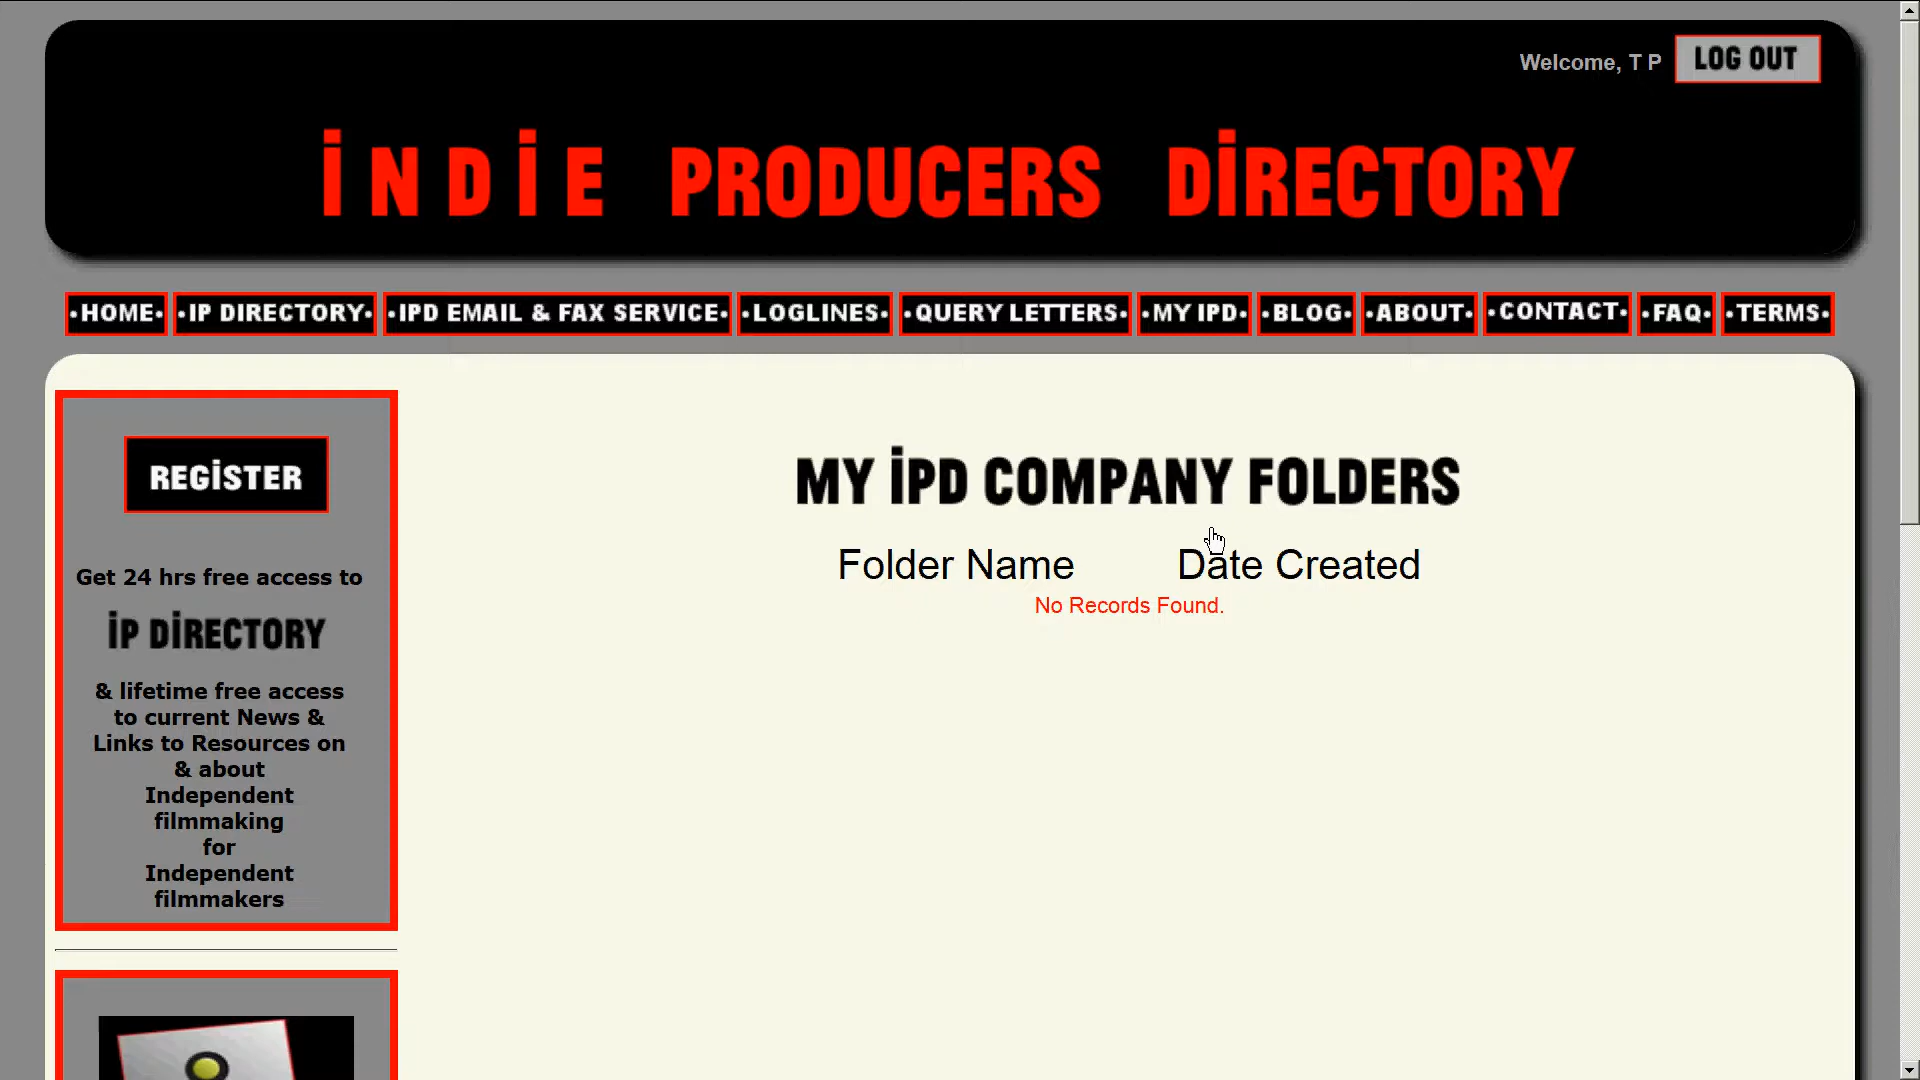 Welcome, T P LOG OUT
INDIE PRODUCERS DIRECTORY
•HOME• •IP DIRECTORY• •IPD EMAIL & FAX SERVICE• •LOGLINES• •QUERY LETTERS• •MY IPD• •BLOG• •ABOUT• •CONTACT• •FAQ• •TERMS•
REGISTER
Get 24 hrs free access to
IP DIRECTORY
& lifetime free access
to current News &
Links to Resources on
& about
Independent
filmmaking
for
Independent
filmmakers
MY IPD COMPANY FOLDERS
Folder Name Date Created
No Records Found.